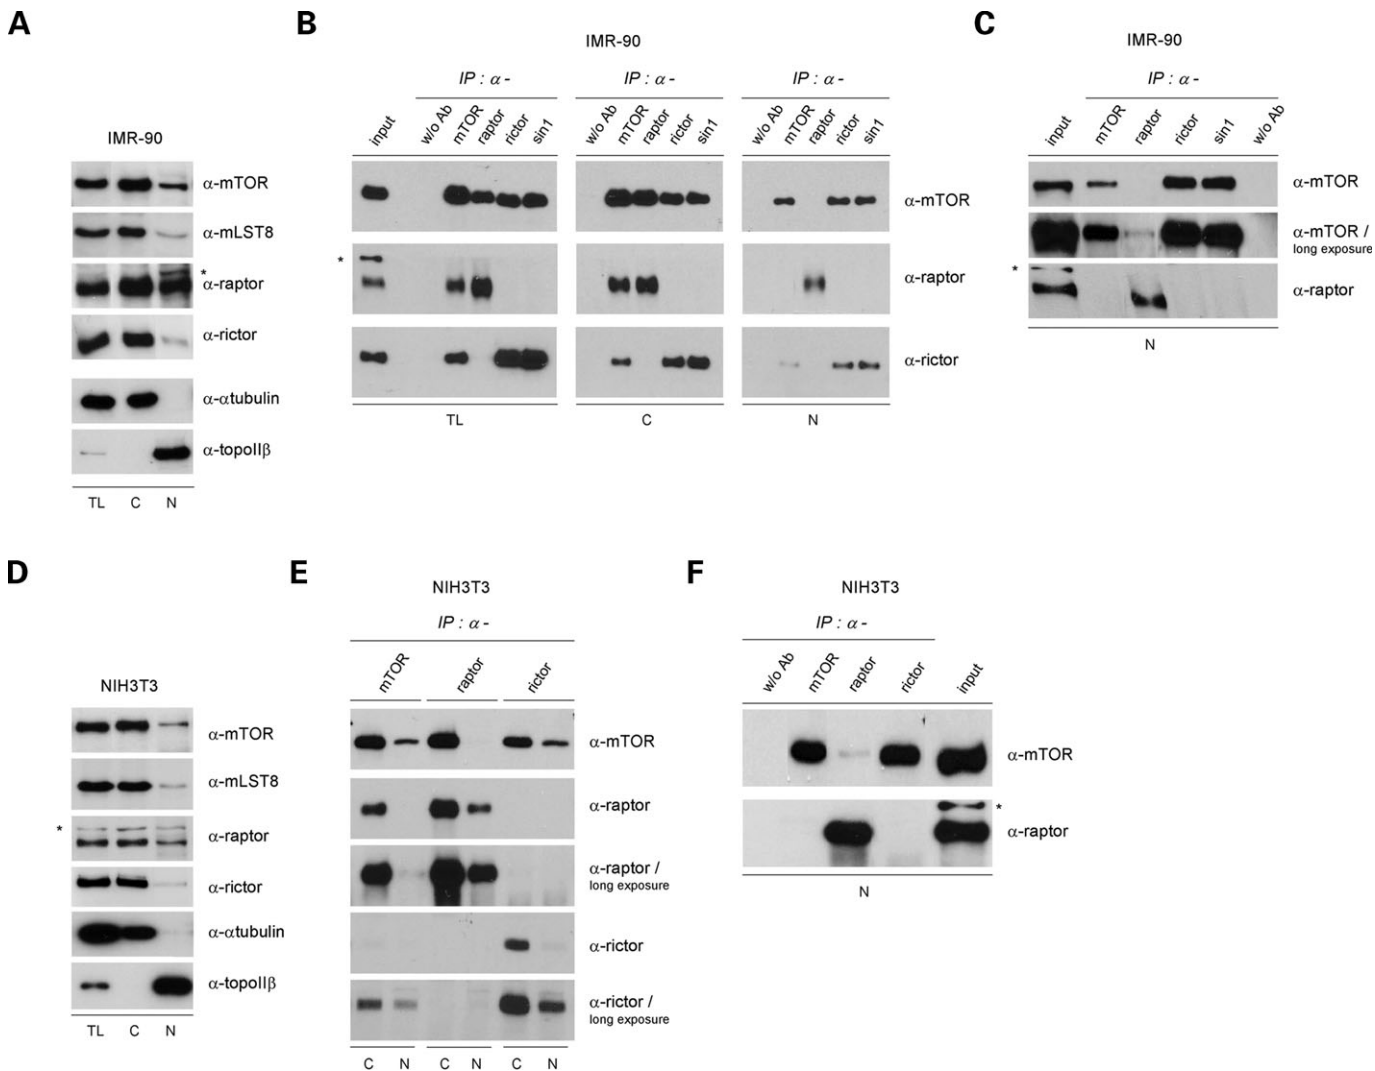 A
IMR-90
α-mTOR
α-mLST8
*
α-raptor
α-rictor
α-αtubulin
α-topoIIβ
TL C N
B
IMR-90
IP : α - IP : α - IP : α -
input w/o Ab mTOR raptor rictor sin1 w/o Ab mTOR raptor rictor sin1 w/o Ab mTOR raptor rictor sin1
α-mTOR
*
α-raptor
α-rictor
TL C N
C
IMR-90
IP : α -
input mTOR raptor rictor sin1 w/o Ab
α-mTOR
α-mTOR /
long exposure
*
α-raptor
N
D
NIH3T3
α-mTOR
α-mLST8
*
α-raptor
α-rictor
α-αtubulin
α-topoIIβ
TL C N
E
NIH3T3
IP : α -
mTOR raptor rictor
α-mTOR
α-raptor
α-raptor /
long exposure
α-rictor
α-rictor /
long exposure
C N C N C N
F
NIH3T3
IP : α -
w/o Ab mTOR raptor rictor input
α-mTOR
*
α-raptor
N